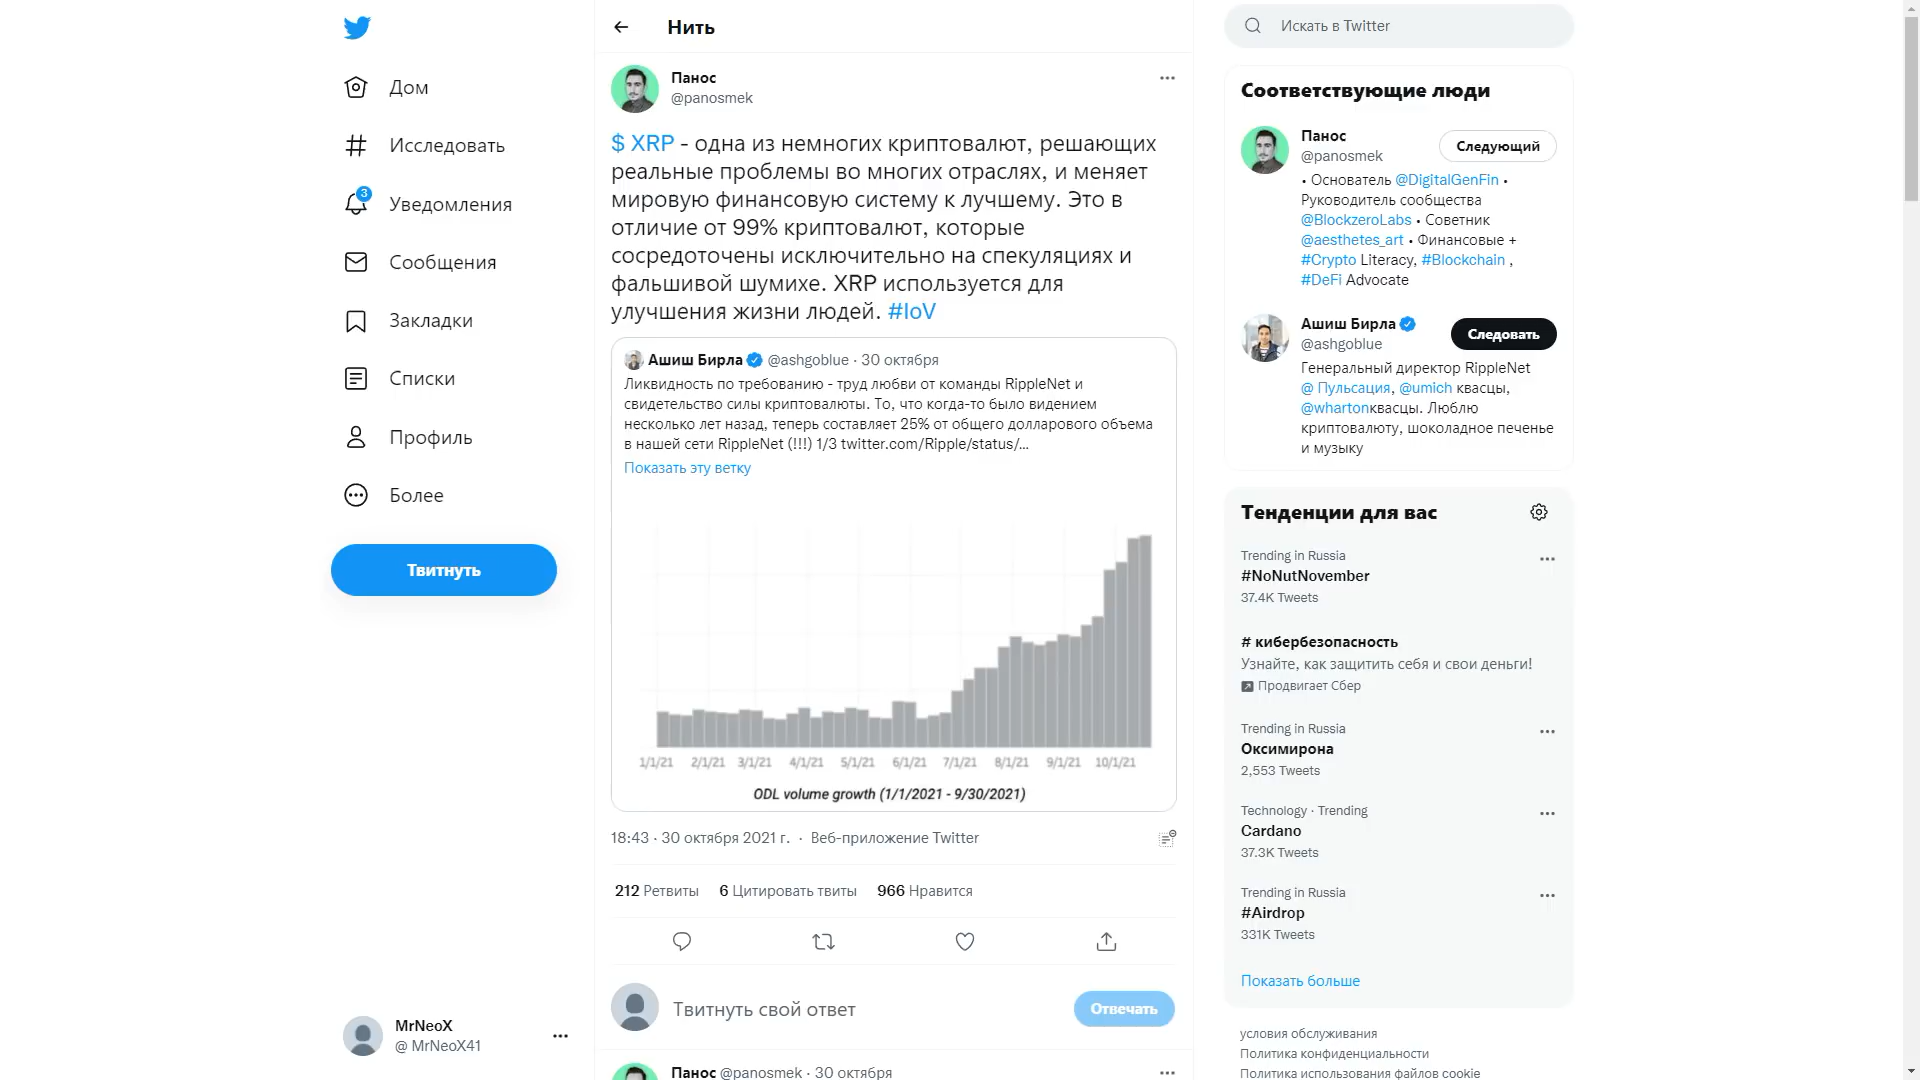 Дом
Исследовать
3
Уведомления
Сообщения
Закладки
Списки
Профиль
Более
Твитнуть
MrNeoX
@ MrNeoX41
Нить
Панос
@panosmek
$ XRP - одна из немногих криптовалют, решающих
реальные проблемы во многих отраслях, и меняет
мировую финансовую систему к лучшему. Это в
отличие от 99% криптовалют, которые
сосредоточены исключительно на спекуляциях и
фальшивой шумихе. XRP используется для
улучшения жизни людей. #IoV
Ашиш Бирла @ashgoblue · 30 октября
Ликвидность по требованию - труд любви от команды RippleNet и
свидетельство силы криптовалюты. То, что когда-то было видением
несколько лет назад, теперь составляет 25% от общего долларового объема
в нашей сети RippleNet (!!!) 1/3 twitter.com/Ripple/status/...
Показать эту ветку
1/1/21 2/1/21 3/1/21 4/1/21 5/1/21 6/1/21 7/1/21 8/1/21 9/1/21 10/1/21
ODL volume growth (1/1/2021 - 9/30/2021)
18:43 · 30 октября 2021 г. · Веб-приложение Twitter
212 Ретвиты 6 Цитировать твиты 966 Нравится
Твитнуть свой ответ
Отвечать
Панос @panosmek · 30 октября
Искать в Twitter
Соответствующие люди
Панос
@panosmek
Следующий
• Основатель @DigitalGenFin •
Руководитель сообщества
@BlockzeroLabs • Советник
@aesthetes_art • Финансовые +
#Crypto Literacy, #Blockchain ,
#DeFi Advocate
Ашиш Бирла
@ashgoblue
Следовать
Генеральный директор RippleNet
@ Пульсация, @umich квасцы,
@whartonквасцы. Люблю
криптовалюту, шоколадное печенье
и музыку
Тенденции для вас
Trending in Russia
#NoNutNovember
37.4K Tweets
# кибербезопасность
Узнайте, как защитить себя и свои деньги!
Продвигает Сбер
Trending in Russia
Оксимирона
2,553 Tweets
Technology · Trending
Cardano
37.3K Tweets
Trending in Russia
#Airdrop
331K Tweets
Показать больше
условия обслуживания
Политика конфиденциальности
Политика использования файлов cookie